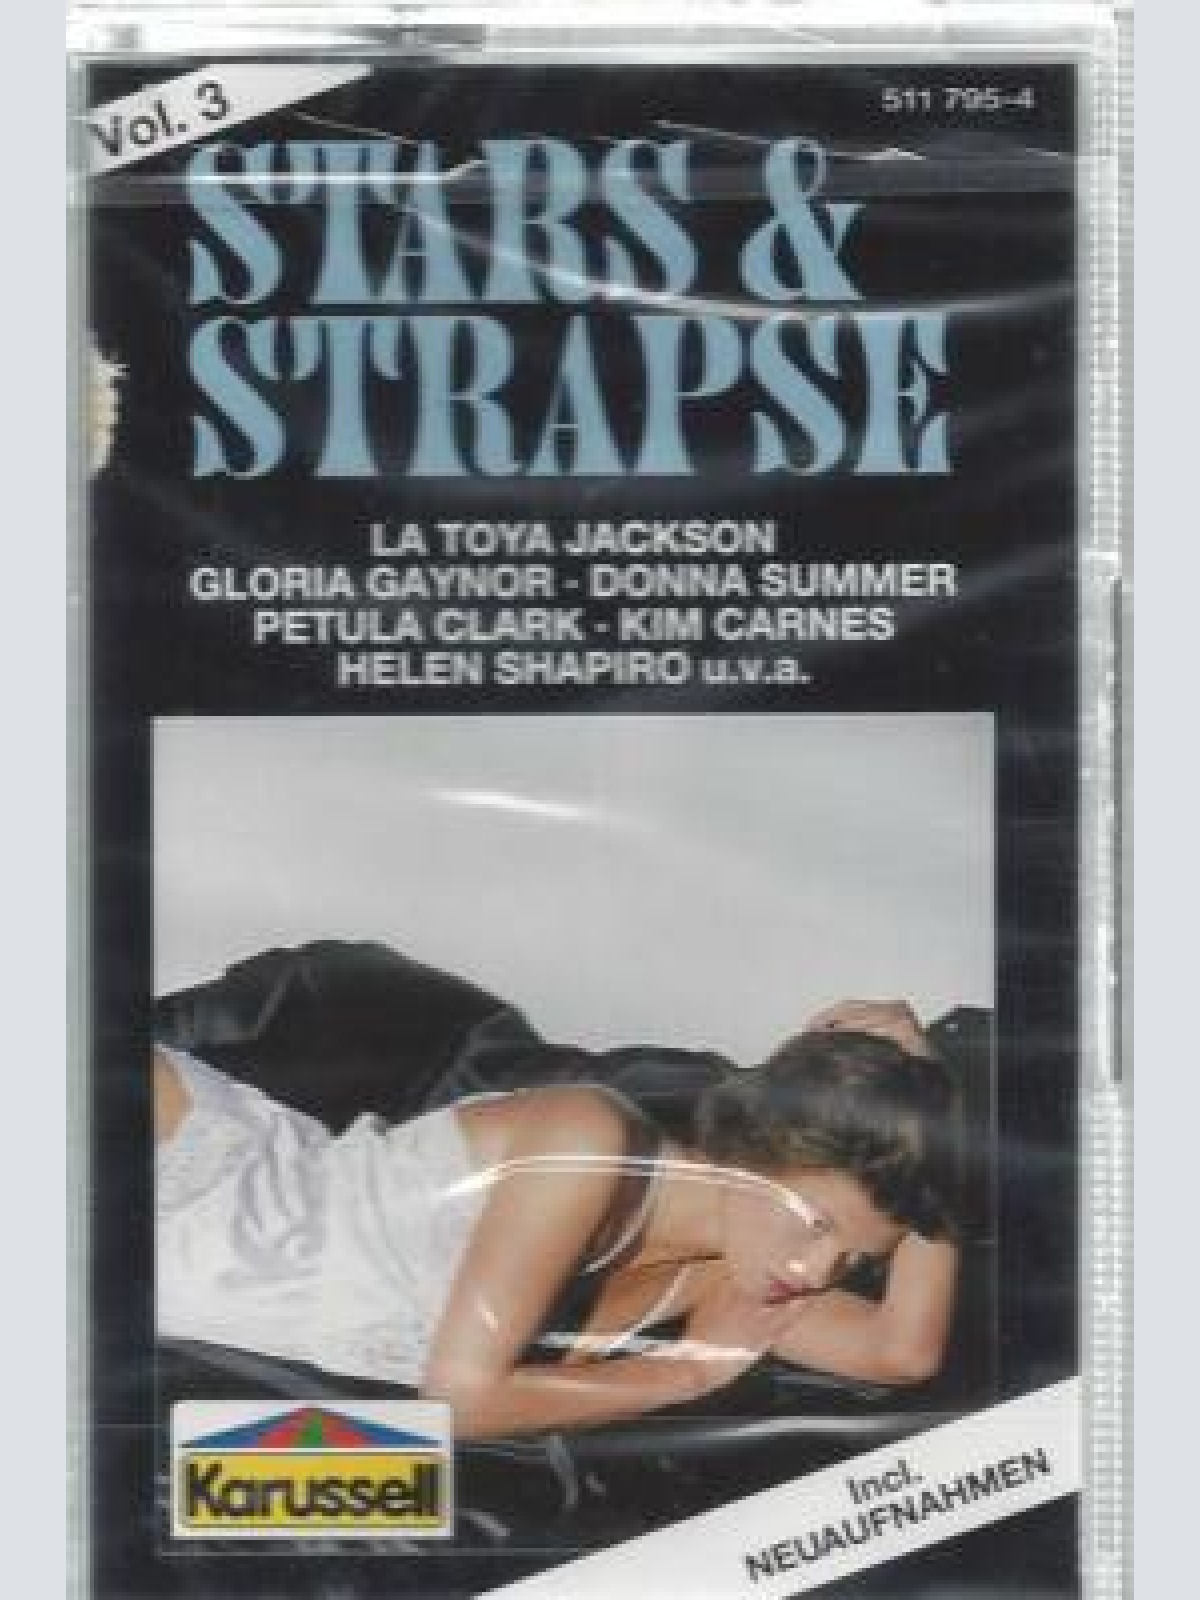 Vol. 3
511 795-4
STARS &
STRAPSE
LA TOYA JACKSON
GLORIA GAYNOR - DONNA SUMMER
PETULA CLARK - KIM CARNES
HELEN SHAPIRO u.v.a.
Karussell
Incl.
NEUAUFNAHMEN